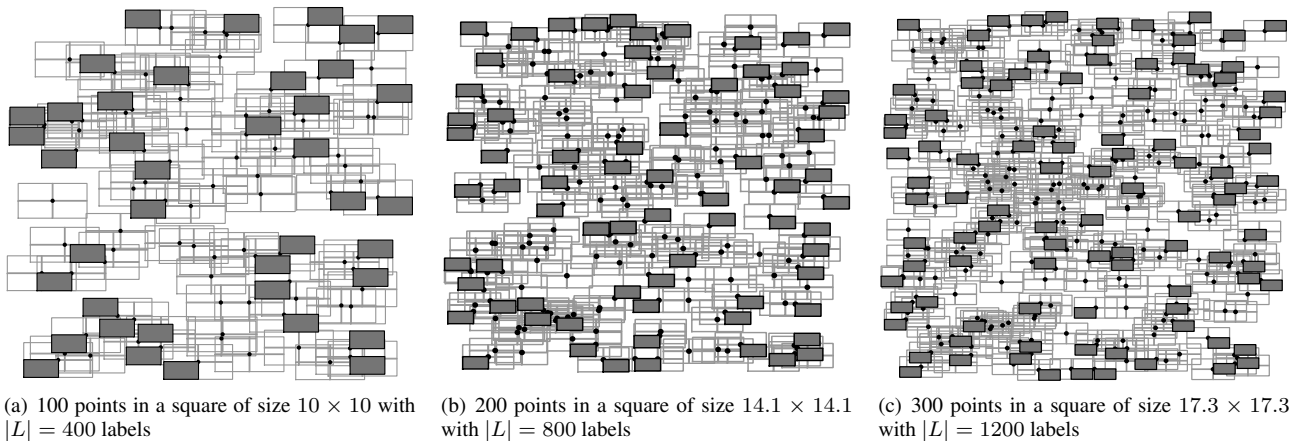 (a) 100 points in a square of size 10 × 10 with
|L| = 400 labels
(b) 200 points in a square of size 14.1 × 14.1
with |L| = 800 labels
(c) 300 points in a square of size 17.3 × 17.3
with |L| = 1200 labels